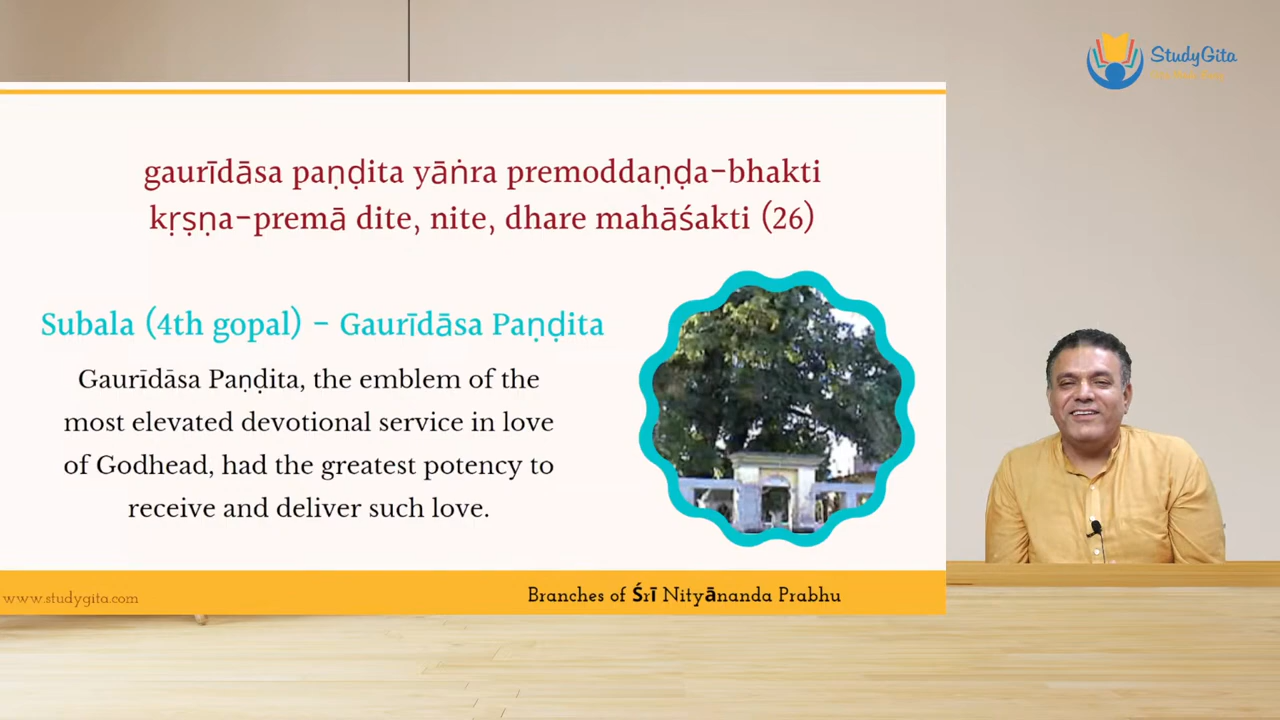 StudyGita
gaurīdāsa paṇḍita yāṅra premoddaṇḍa-bhakti
kṛṣṇa-premā dite, nite, dhare mahāśakti (26)
Subala (4th gopal) - Gaurīdāsa Paṇḍita
Gaurīdāsa Paṇḍita, the emblem of the
most elevated devotional service in love
of Godhead, had the greatest potency to
receive and deliver such love.
www.studygita.com
Branches of Śrī Nityānanda Prabhu